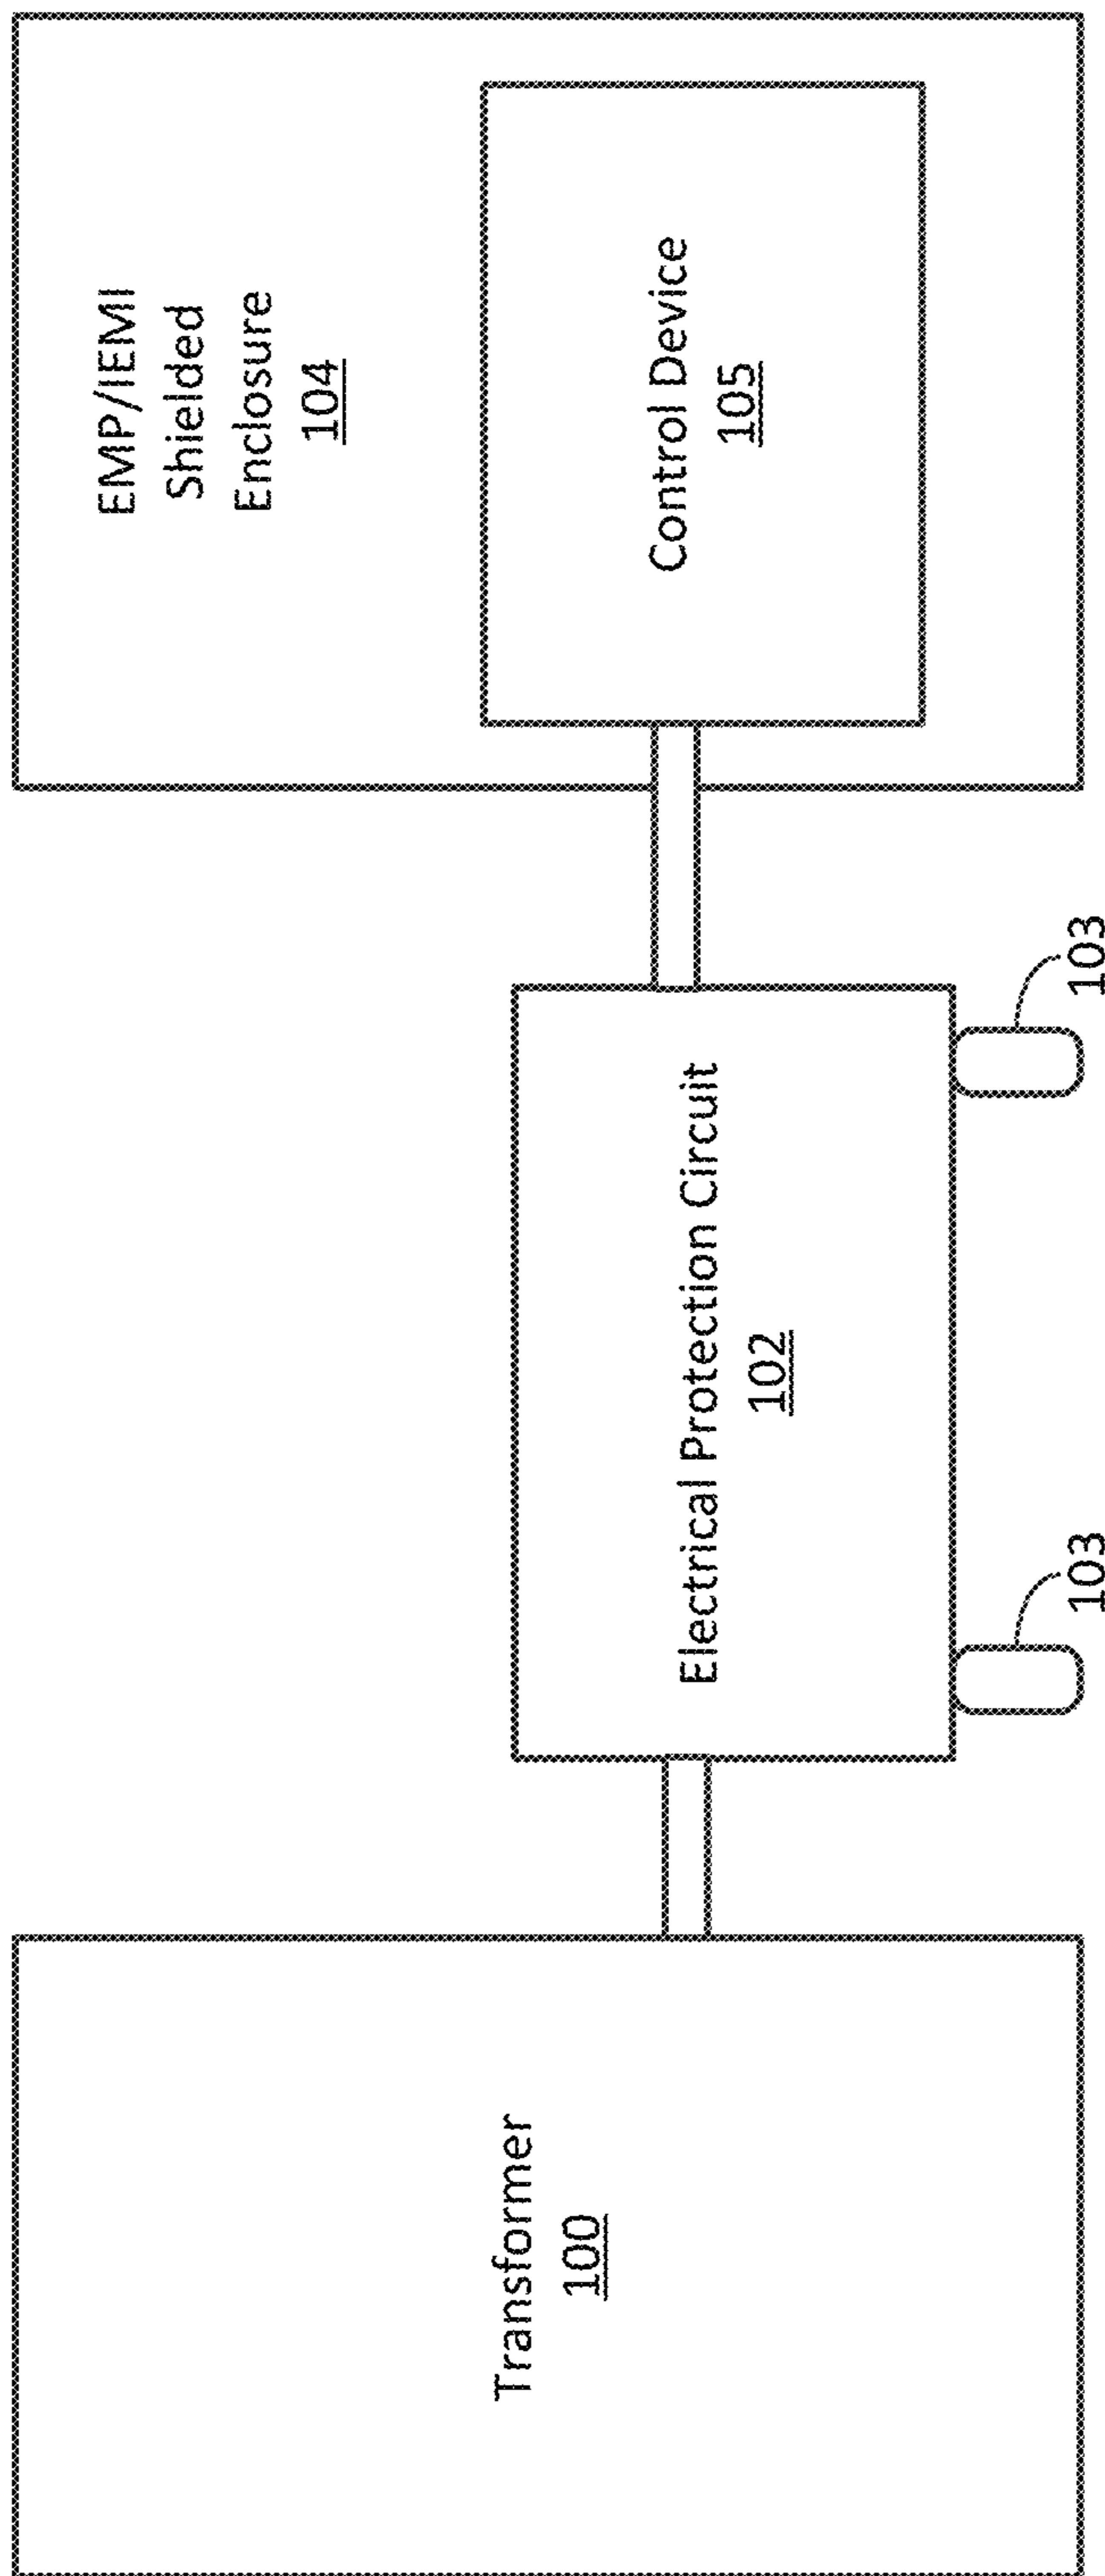 Transformer
100
Electrical Protection Circuit
102
103
103
EMP/IEMI
Shielded
Enclosure
104
Control Device
105